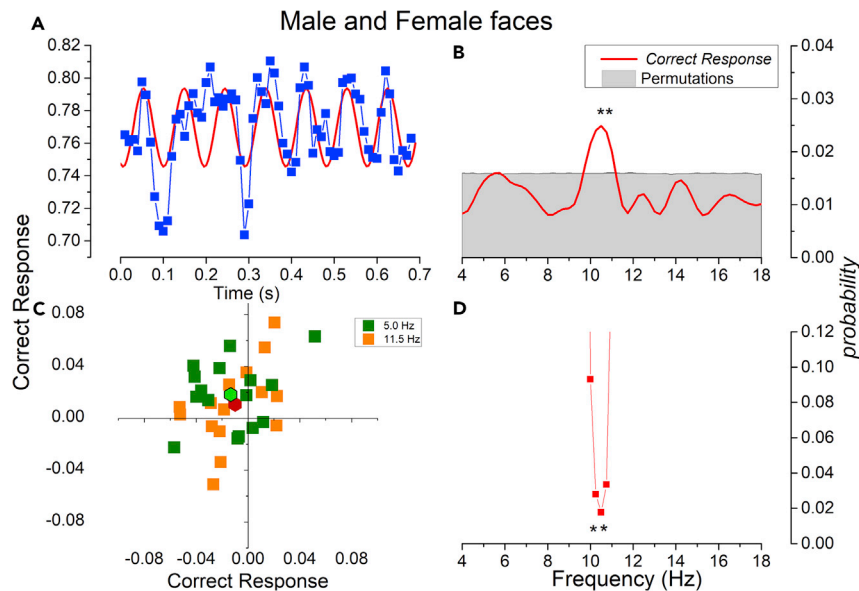 Male and Female faces
A
0.82
0.80
0.78
0.76
0.74
0.72
0.70
0.0 0.1 0.2 0.3 0.4 0.5 0.6 0.7
Time (s)
Correct Response
B
Correct Response
Permutations
**
0.04
0.03
0.02
0.01
0.00
4 6 8 10 12 14 16 18
C
5.0 Hz
11.5 Hz
0.08
0.04
0.00
-0.04
-0.08
-0.08 -0.04 0.00 0.04 0.08
Correct Response
D
**
0.12
0.10
0.08
0.06
0.04
0.02
0.00
probability
4 6 8 10 12 14 16 18
Frequency (Hz)